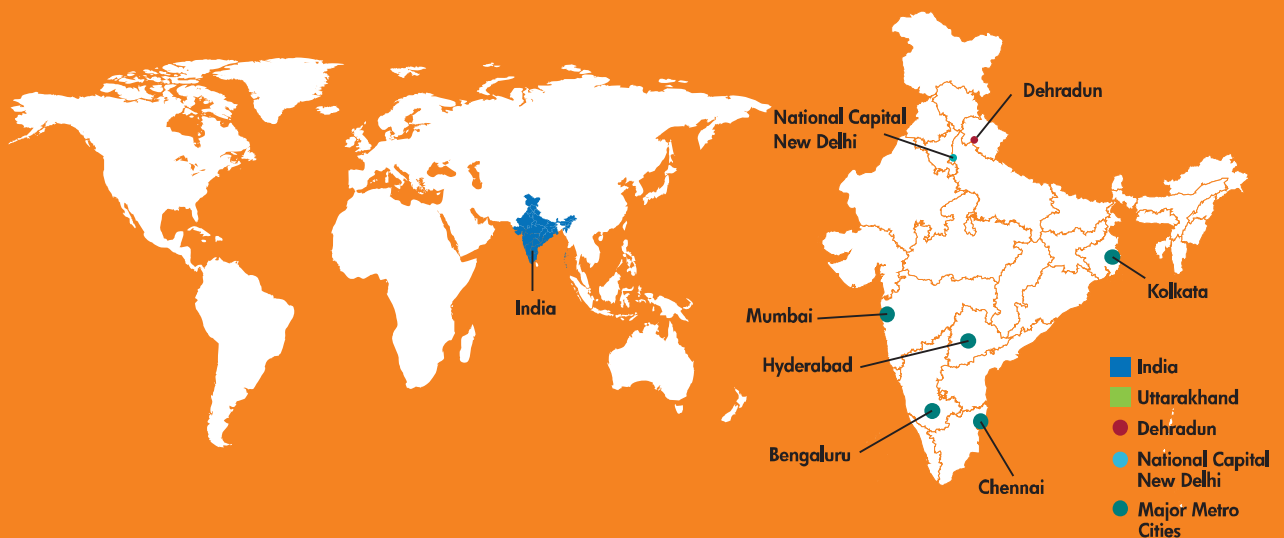 India
Dehradun
National Capital
New Delhi
Kolkata
Mumbai
Hyderabad
Bengaluru
Chennai
India
Uttarakhand
Dehradun
National Capital
New Delhi
Major Metro
Cities